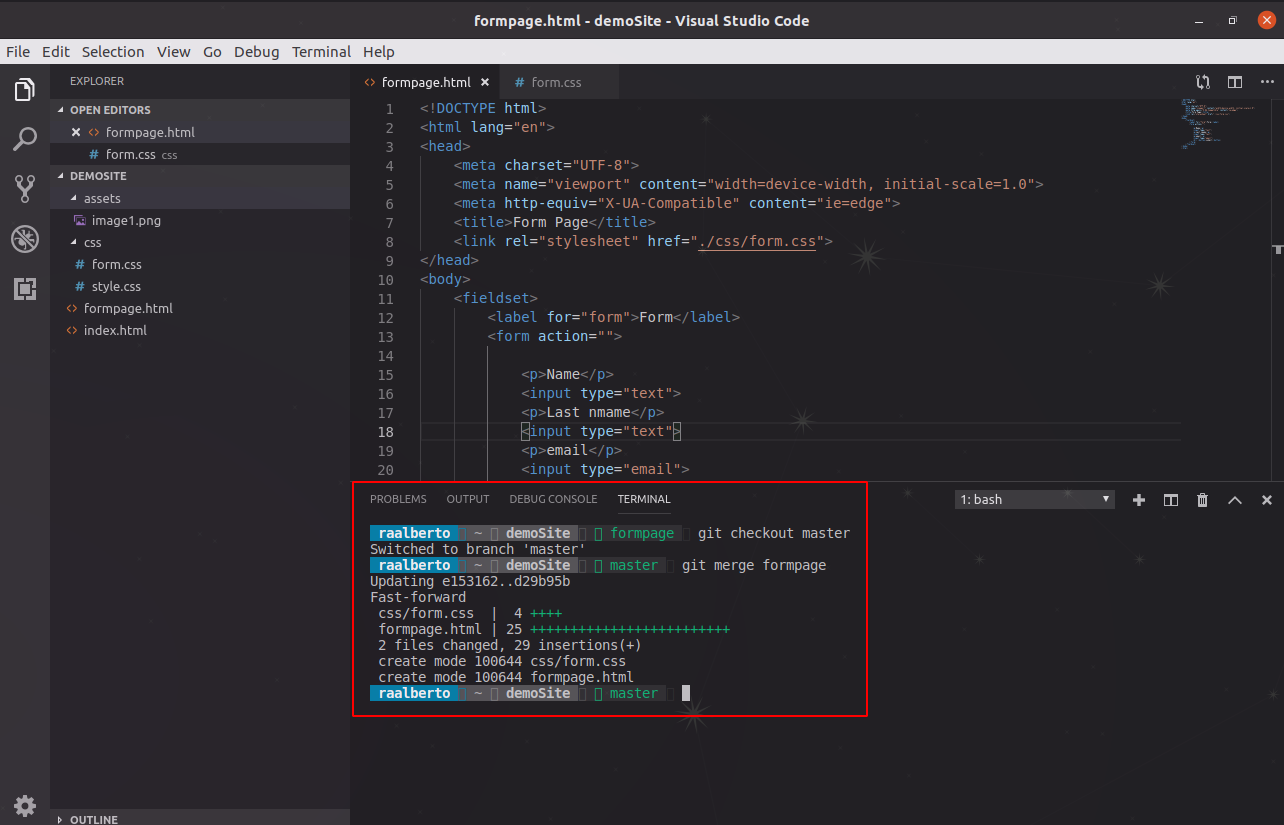 formpage.html - demoSite - Visual Studio Code
File Edit Selection View Go Debug Terminal Help
EXPLORER
OPEN EDITORS
formpage.html
form.css css
DEMOSITE
assets
image1.png
css
form.css
style.css
formpage.html
index.html
OUTLINE
formpage.html form.css
1 <!DOCTYPE html>
2 <html lang="en">
3 <head>
4 <meta charset="UTF-8">
5 <meta name="viewport" content="width=device-width, initial-scale=1.0">
6 <meta http-equiv="X-UA-Compatible" content="ie=edge">
7 <title>Form Page</title>
8 <link rel="stylesheet" href="./css/form.css">
9 </head>
10 <body>
11 <fieldset>
12 <label for="form">Form</label>
13 <form action="">
14
15 <p>Name</p>
16 <input type="text">
17 <p>Last nmame</p>
18 <input type="text">
19 <p>email</p>
20 <input type="email">
PROBLEMS OUTPUT DEBUG CONSOLE TERMINAL 1: bash
raalberto ~ demoSite formpage git checkout master
Switched to branch 'master'
raalberto ~ demoSite master git merge formpage
Updating e153162..d29b95b
Fast-forward
css/form.css | 4 ++++
formpage.html | 25 +++++++++++++++++++++++++
2 files changed, 29 insertions(+)
create mode 100644 css/form.css
create mode 100644 formpage.html
raalberto ~ demoSite master